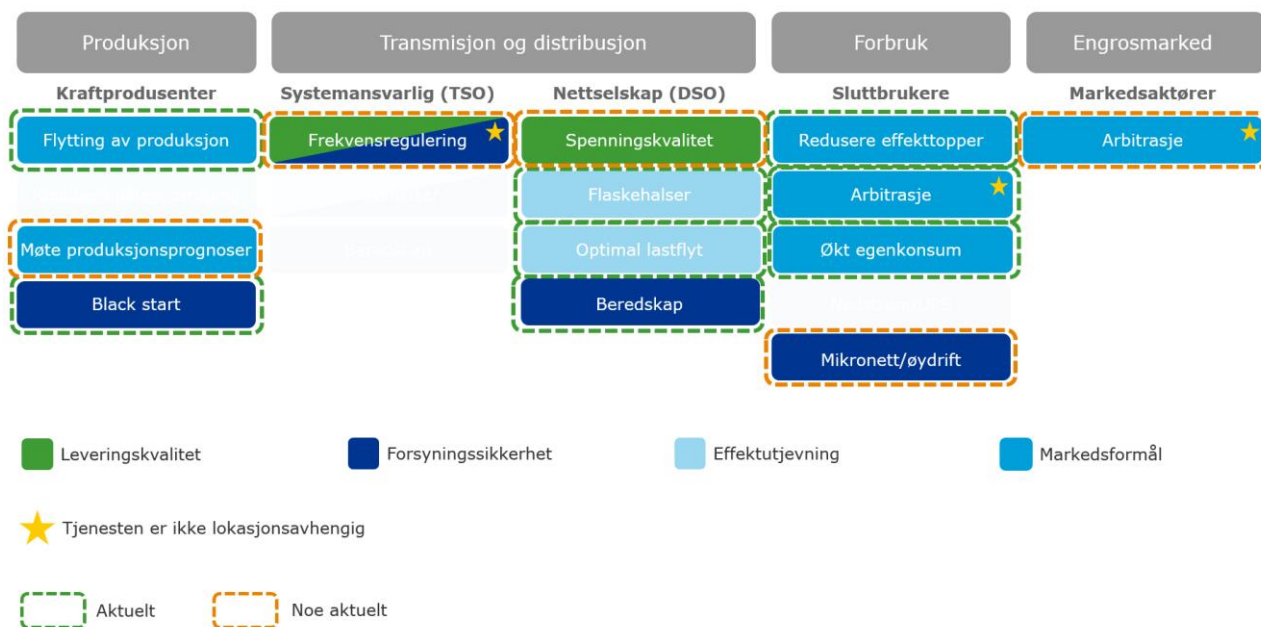 Produksjon
Transmisjon og distribusjon
Forbruk
Engrosmarked
Kraftprodusenter
Systemansvarlig (TSO)
Nettselskap (DSO)
Sluttbrukere
Markedsaktører
Flytting av produksjon
Frekvensregulering
Spenningskvalitet
Redusere effekttopper
Arbitrasje
Flaskehalser
Arbitrasje
Møte produksjonsprognoser
Optimal lastflyt
Økt egenkonsum
Black start
Beredskap
Mikronett/øydrift
Leveringskvalitet
Forsyningssikkerhet
Effektutjevning
Markedsformål
Tjenesten er ikke lokasjonsavhengig
Aktuelt
Noe aktuelt